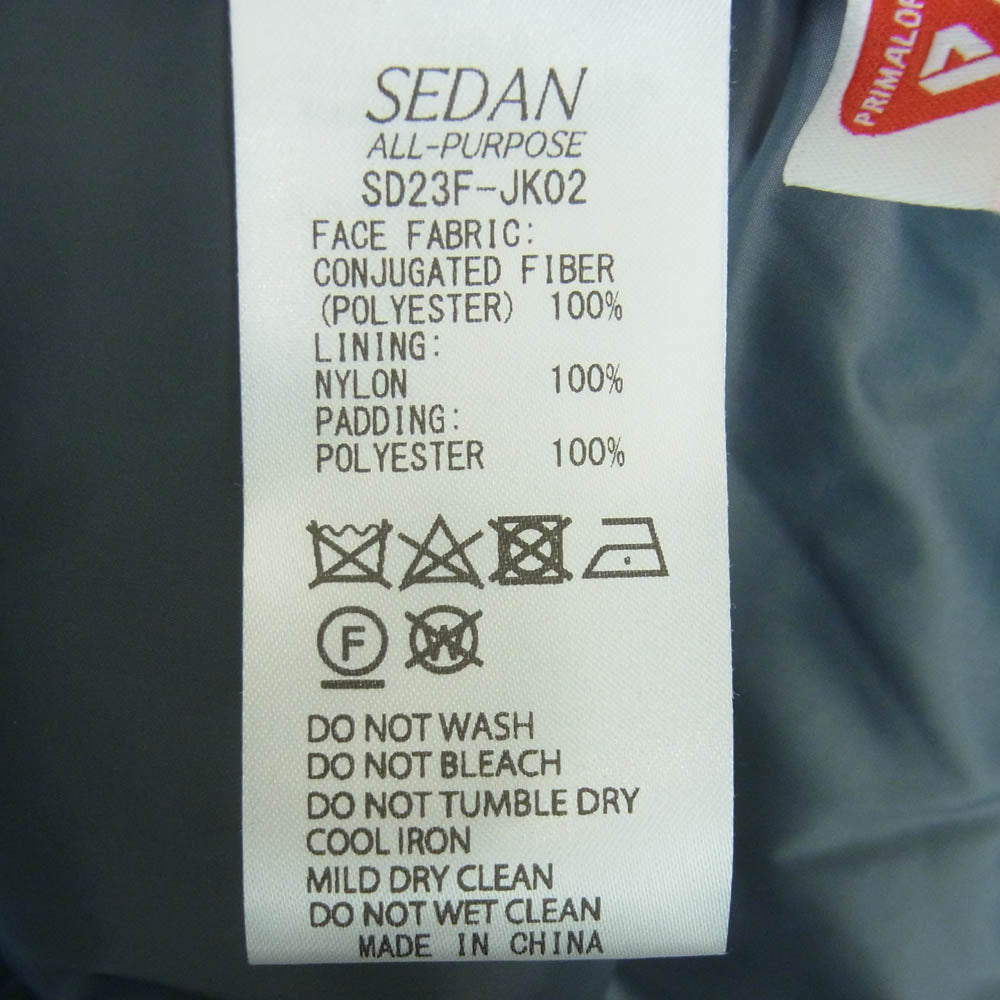 SEDAN
ALL-PURPOSE
SD23F-JK02
FACE FABRIC:
CONJUGATED FIBER
(POLYESTER) 100%
LINING:
NYLON 100%
PADDING:
POLYESTER 100%
F
W
DO NOT WASH
DO NOT BLEACH
DO NOT TUMBLE DRY
COOL IRON
MILD DRY CLEAN
DO NOT WET CLEAN
MADE IN CHINA